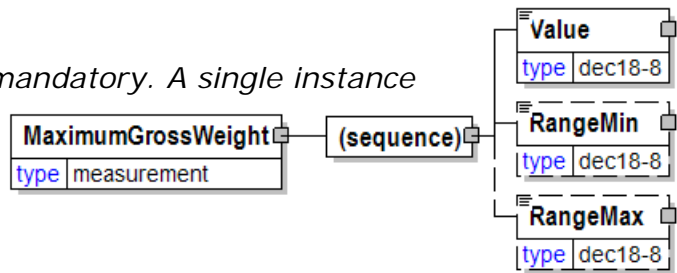 Value
type dec18-8
mandatory. A single instance
RangeMin
type dec18-8
MaximumGrossWeight
type measurement
(sequence)
RangeMax
type dec18-8